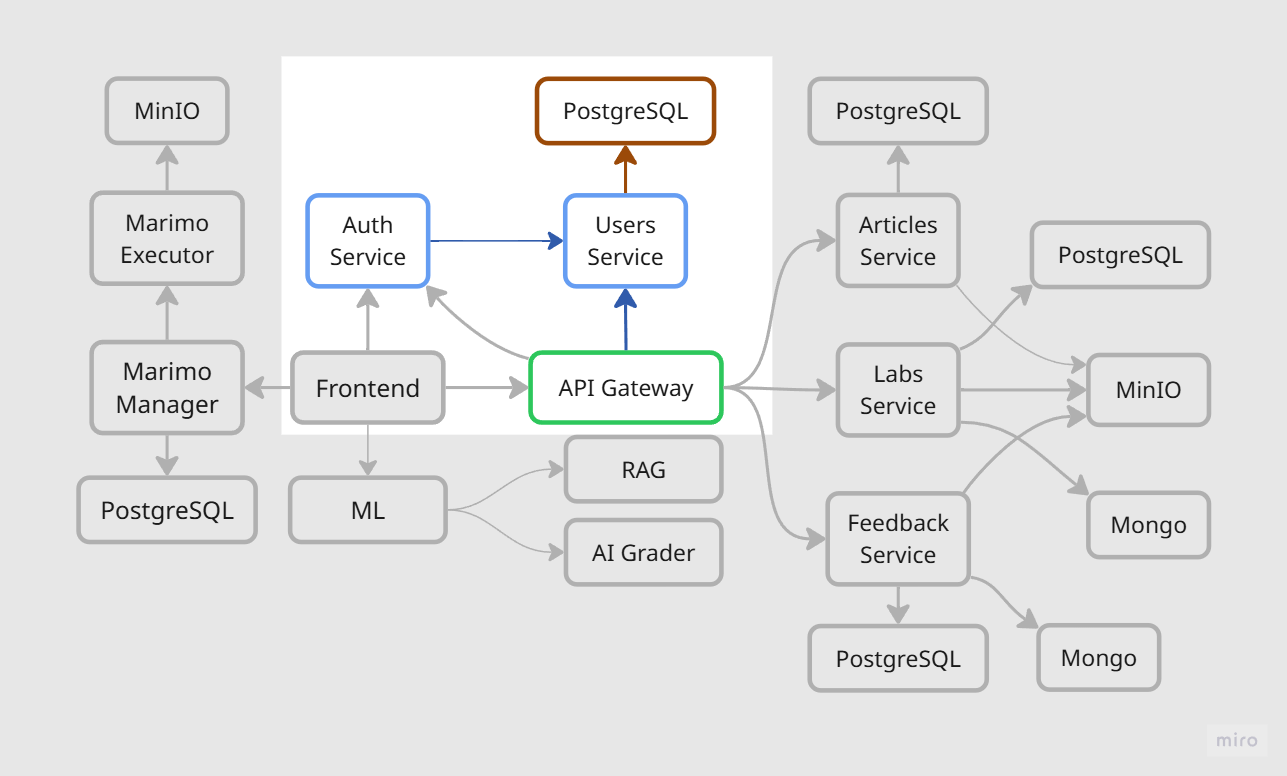 MinIO
PostgreSQL
PostgreSQL
Marimo
Executor
Auth
Service
Users
Service
Articles
Service
PostgreSQL
Marimo
Manager
Frontend
API Gateway
Labs
Service
MinIO
PostgreSQL
ML
RAG
AI Grader
Feedback
Service
Mongo
PostgreSQL
Mongo
miro